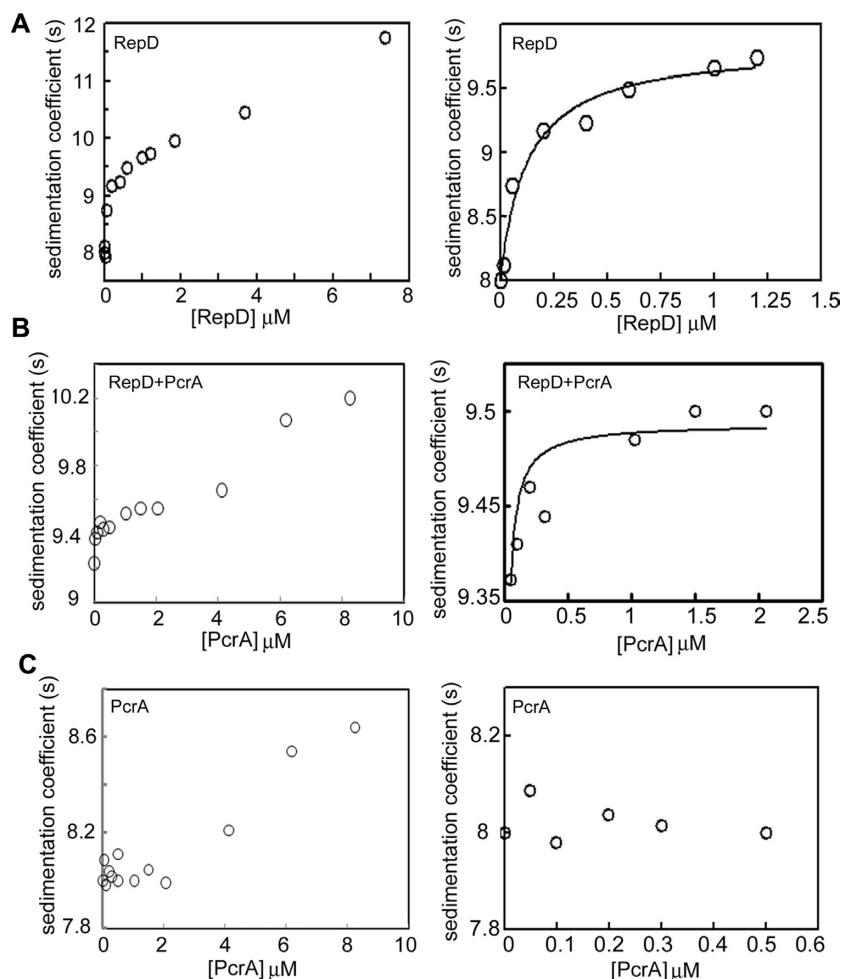 A
RepD
sedimentation coefficient (s)
12
11
10
9
8
0
2
4
6
8
[RepD] μM
RepD
sedimentation coefficient (s)
9.5
9
8.5
8
0
0.25
0.5
0.75
1
1.25
1.5
[RepD] μM
B
RepD+PcrA
sedimentation coefficient (s)
10.2
9.8
9.4
9
0
2
4
6
8
10
[PcrA] μM
RepD+PcrA
sedimentation coefficient (s)
9.5
9.45
9.35
0
0.5
1
1.5
2
2.5
[PcrA] μM
C
PcrA
sedimentation coefficient (s)
8.6
8.2
7.8
0
2
4
6
8
10
[PcrA] μM
PcrA
sedimentation coefficient (s)
8.2
8
7.8
0
0.1
0.2
0.3
0.4
0.5
0.6
[PcrA] μM